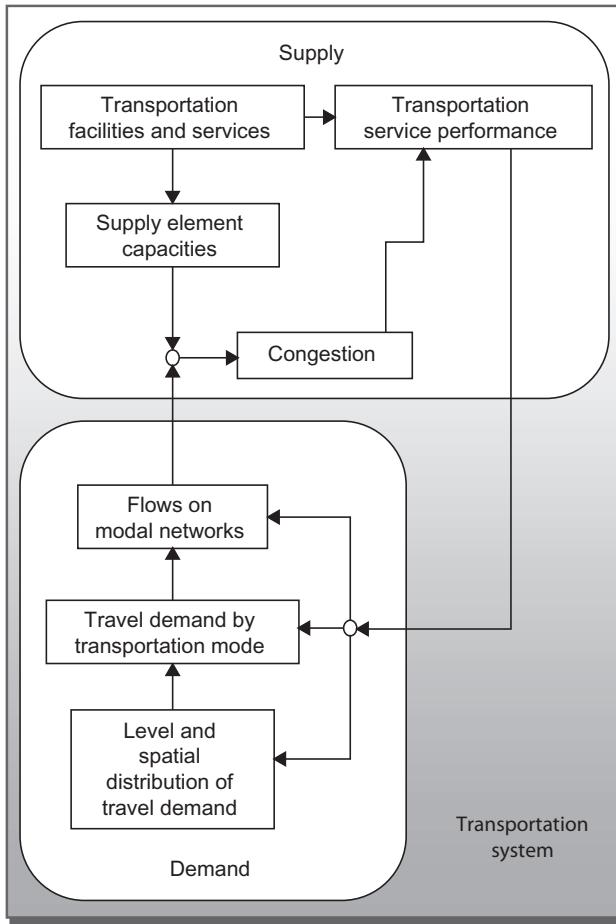 Supply
Transportation
facilities and services
Transportation
service performance
Supply element
capacities
Congestion
Flows on
modal networks
Travel demand by
transportation mode
Level and
spatial
distribution of
travel demand
Demand
Transportation
system